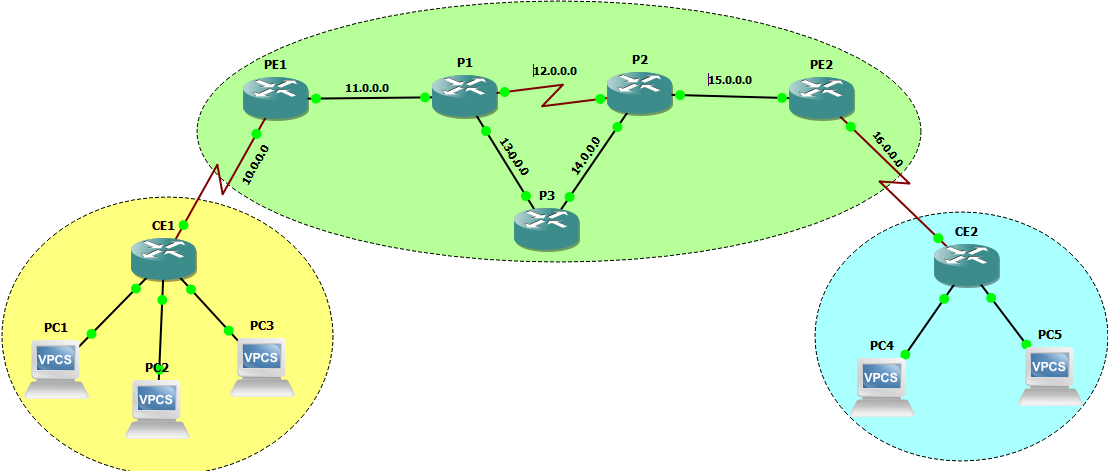 PE1
P1
12.0.0.0
P2
PE2
11.0.0.0
15.0.0.0
10.0.0.0
13.0.0.0
14.0.0.0
16.0.0.0
P3
CE1
CE2
PC1
PC2
PC3
VPCS
VPCS
VPCS
PC4
PC5
VPCS
VPCS